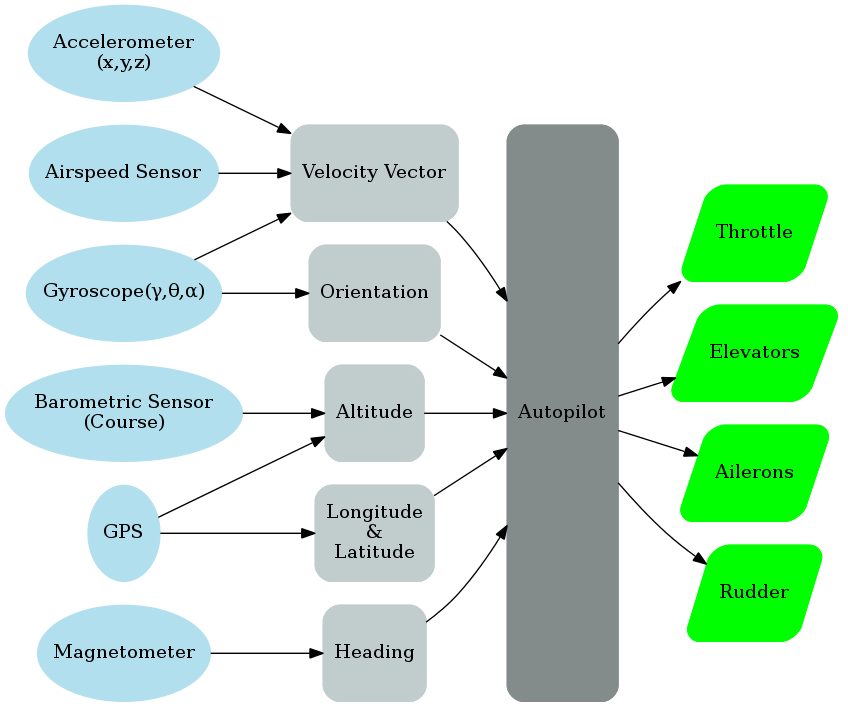 Accelerometer
(x,y,z)
Airspeed Sensor
Gyroscope(γ,θ,α)
Barometric Sensor
(Course)
GPS
Magnetometer
Velocity Vector
Orientation
Altitude
Longitude
&
Latitude
Heading
Autopilot
Throttle
Elevators
Ailerons
Rudder